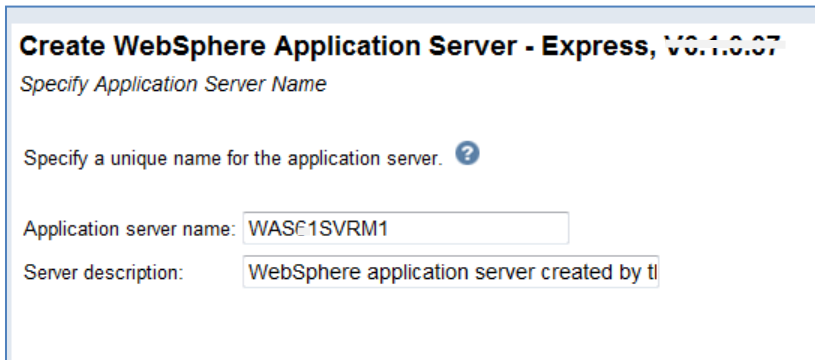 Create WebSphere Application Server - Express,
Specify Application Server Name
Specify a unique name for the application server. ?
Application server name: WAS61SVRM1
Server description: WebSphere application server created by